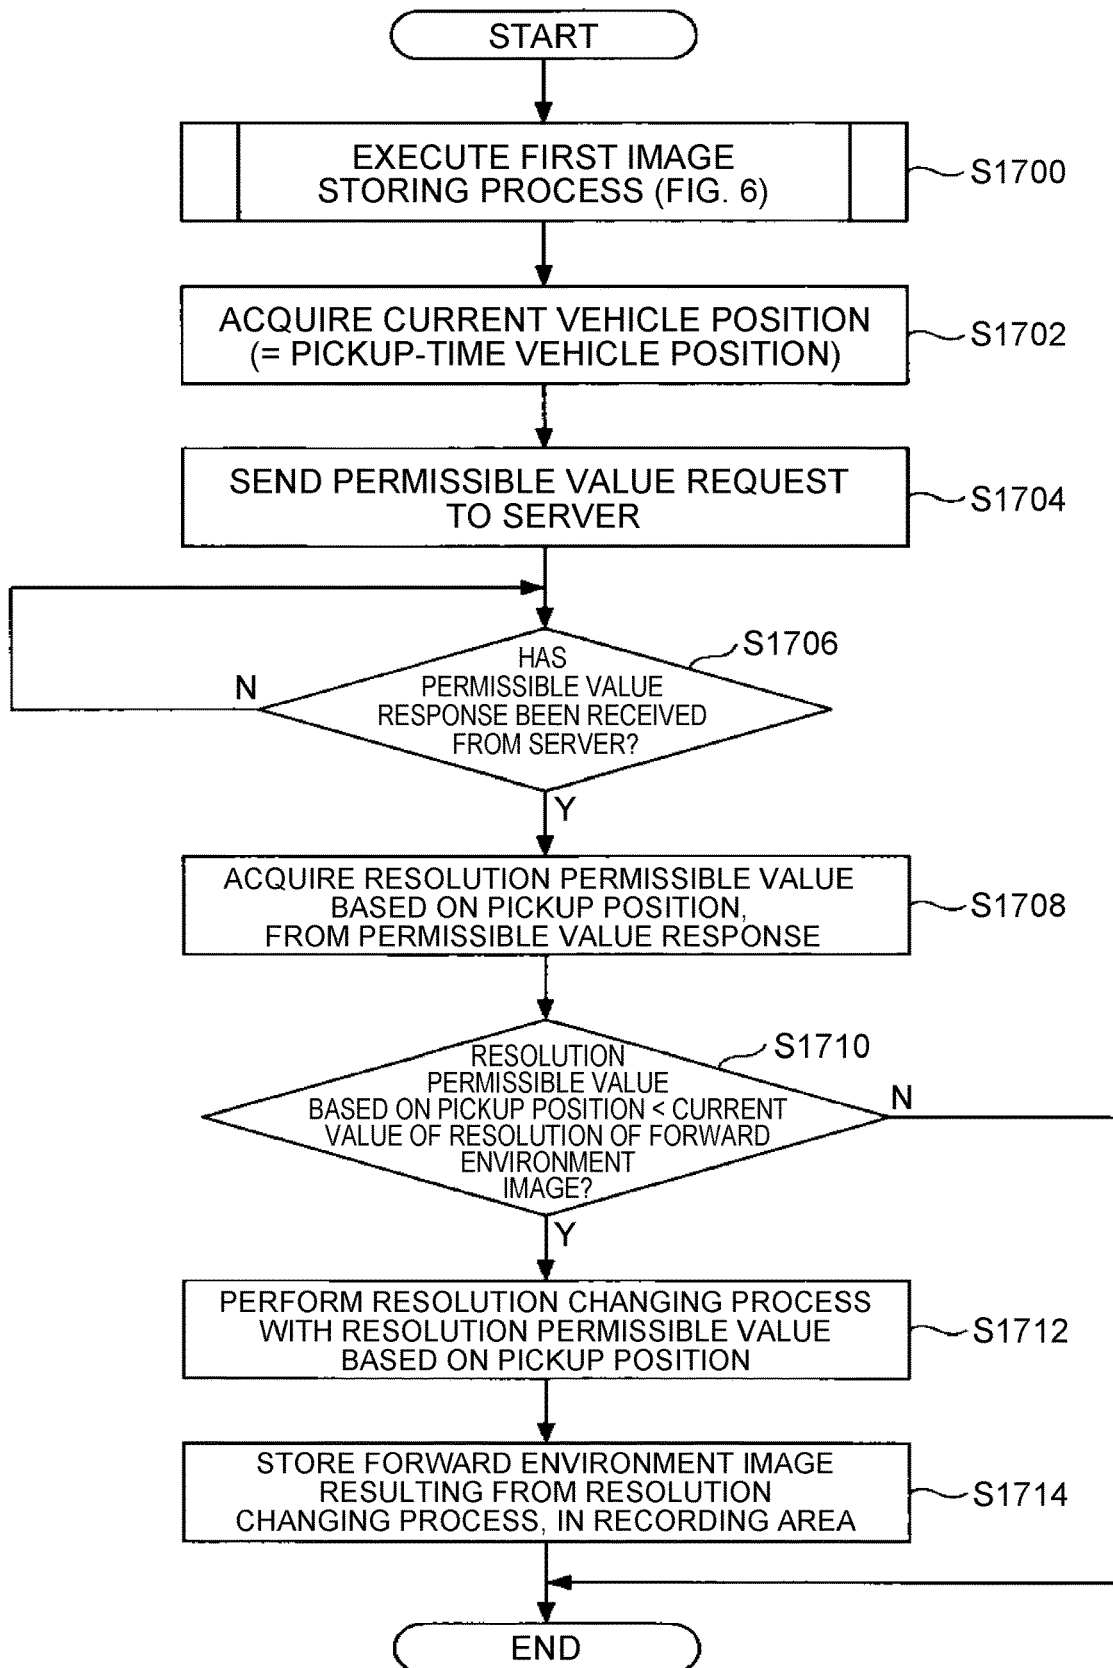 START
EXECUTE FIRST IMAGE
STORING PROCESS (FIG. 6)
S1700
ACQUIRE CURRENT VEHICLE POSITION
(= PICKUP-TIME VEHICLE POSITION)
S1702
SEND PERMISSIBLE VALUE REQUEST
TO SERVER
S1704
S1706
HAS
PERMISSIBLE VALUE
RESPONSE BEEN RECEIVED
FROM SERVER?
N
Y
ACQUIRE RESOLUTION PERMISSIBLE VALUE
BASED ON PICKUP POSITION,
FROM PERMISSIBLE VALUE RESPONSE
S1708
S1710
RESOLUTION
PERMISSIBLE VALUE
BASED ON PICKUP POSITION < CURRENT
VALUE OF RESOLUTION OF FORWARD
ENVIRONMENT
IMAGE?
N
Y
PERFORM RESOLUTION CHANGING PROCESS
WITH RESOLUTION PERMISSIBLE VALUE
BASED ON PICKUP POSITION
S1712
STORE FORWARD ENVIRONMENT IMAGE
RESULTING FROM RESOLUTION
CHANGING PROCESS, IN RECORDING AREA
S1714
END